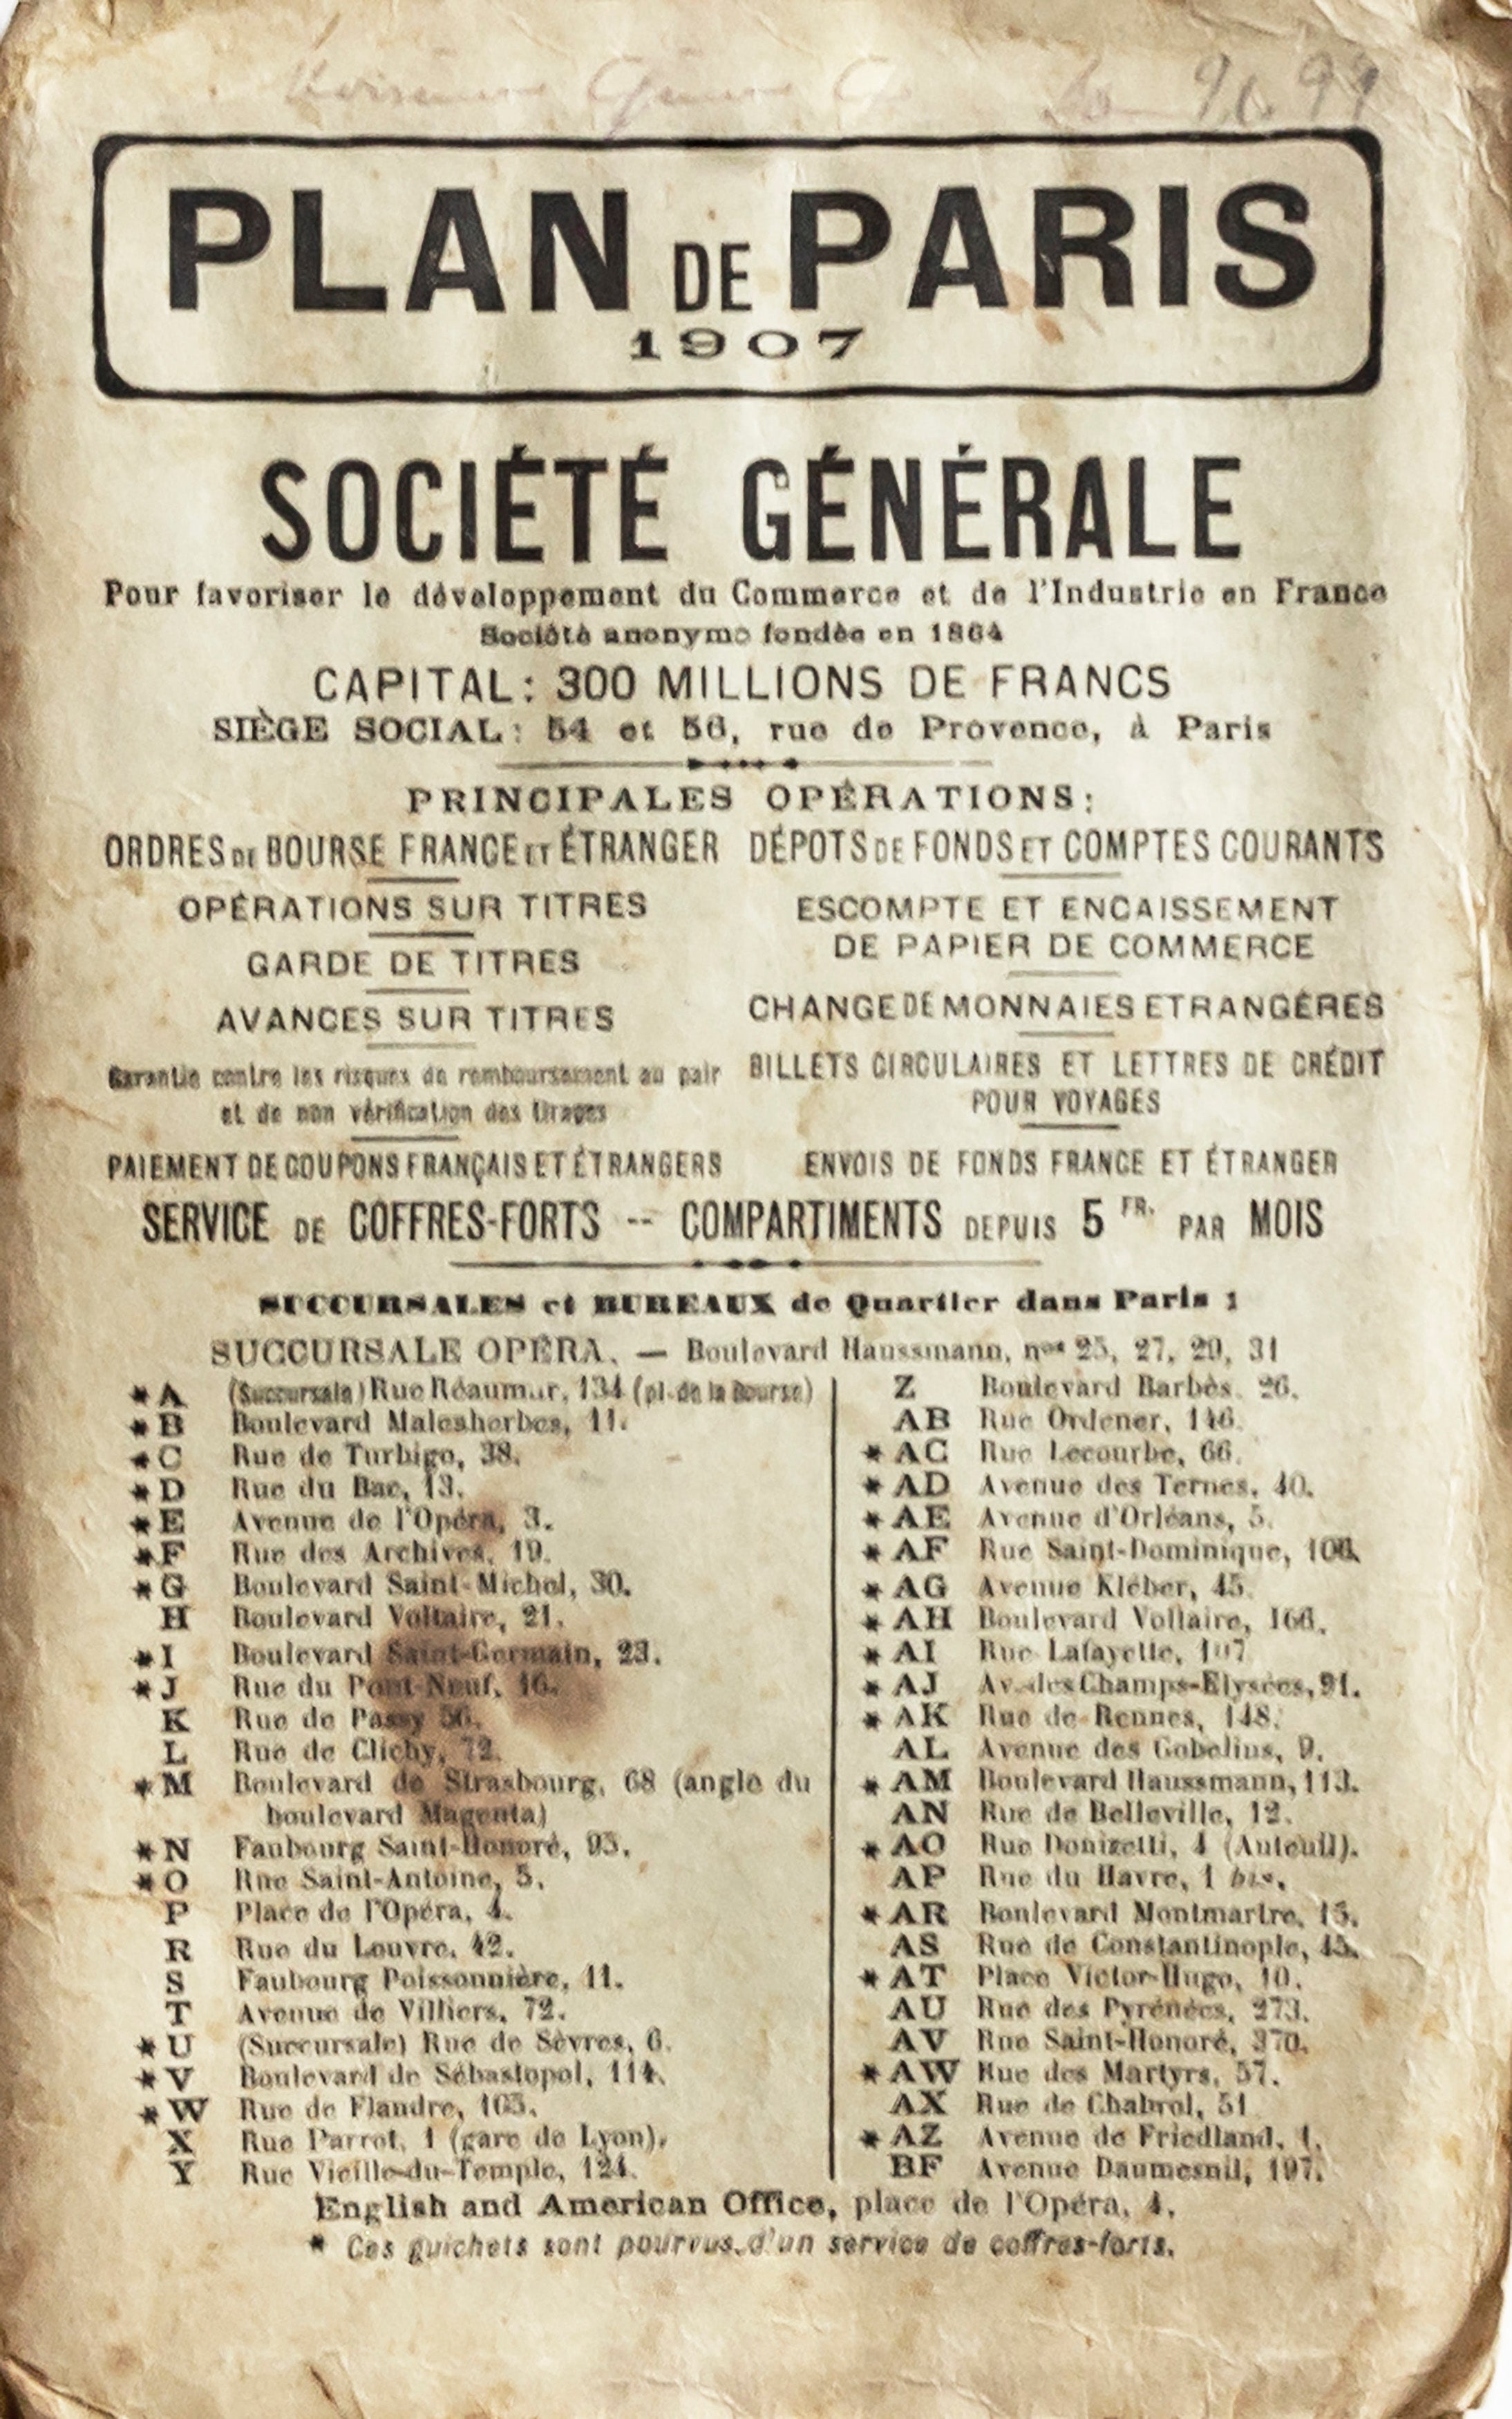 PLAN DE PARIS
1907
SOCIÉTÉ GÉNÉRALE
Pour favoriser le développement du Commerce et de l'Industrie en France
Société anonyme fondée en 1864
CAPITAL: 300 MILLIONS DE FRANCS
SIÈGE SOCIAL: 54 et 56, rue de Provence, à Paris
PRINCIPALES OPÉRATIONS:
ORDRES DE BOURSE FRANCE ET ÉTRANGER
OPÉRATIONS SUR TITRES
GARDE DE TITRES
AVANCES SUR TITRES
Garantie contre les risques de remboursement au pair
et de non vérification des tirages
PAIEMENT DE COUPONS FRANÇAIS ET ÉTRANGERS
DÉPOTS DE FONDS ET COMPTES COURANTS
ESCOMPTE ET ENCAISSEMENT
DE PAPIER DE COMMERCE
CHANGE DE MONNAIES ETRANGÈRES
BILLETS CIRCULAIRES ET LETTRES DE CRÉDIT
POUR VOYAGES
ENVOIS DE FONDS FRANCE ET ÉTRANGER
SERVICE DE COFFRES-FORTS -- COMPARTIMENTS DEPUIS 5 FR. PAR MOIS
SUCCURSALES et BUREAUX de Quartier dans Paris :
SUCCURSALE OPÉRA. — Boulevard Haussmann, nos 25, 27, 29, 31
* A (Succursale) Rue Réaumur, 134 (pl. de la Bourse)
* B Boulevard Malesherbes, 11.
* C Rue de Turbigo, 38.
* D Rue du Bac, 13.
* E Avenue de l'Opéra, 3.
* F Rue des Archives, 19.
* G Boulevard Saint-Michel, 30.
H Boulevard Voltaire, 21.
* I Boulevard Saint-Germain, 23.
* J Rue du Pont-Neuf, 16.
K Rue de Passy 56.
L Rue de Clichy, 72.
* M Boulevard de Strasbourg, 68 (angle du
boulevard Magenta)
* N Faubourg Saint-Honoré, 93.
* O Rue Saint-Antoine, 5.
P Place de l'Opéra, 4.
R Rue du Louvre, 42.
S Faubourg Poissonnière, 11.
T Avenue de Villiers, 72.
* U (Succursale) Rue de Sèvres, 6.
* V Boulevard de Sébastopol, 114.
* W Rue de Flandre, 105.
X Rue Parrot, 1 (gare de Lyon).
Y Rue Vieille-du-Temple, 124.
Z Boulevard Barbès, 26.
AB Rue Ordener, 146.
* AC Rue Lecourbe, 66.
* AD Avenue des Ternes, 40.
* AE Avenue d'Orléans, 5.
* AF Rue Saint-Dominique,
* AG Avenue Kléber, 45.
* AH Boulevard Voltaire, 166.
* AI Rue Lafayette,
* AJ Av. des Champs-Elysées, 91.
* AK Rue de Rennes, 148.
AL Avenue des Gobelins, 9.
* AM Boulevard Haussmann, 113.
AN Rue de Belleville, 12.
* AO Rue Donizetti, 4 (Auteuil).
AP Rue du Havre, 1 bis.
* AR Boulevard Montmartre, 15.
AS Rue de Constantinople, 45.
* AT Place Victor-Hugo, 10.
AU Rue des Pyrénées, 273.
AV Rue Saint-Honoré, 370.
* AW Rue des Martyrs, 57.
AX Rue de Chabrol, 51
* AZ Avenue de Friedland, 1.
BF Avenue Daumesnil, 197.
English and American Office, place de l'Opéra, 4.
* Ces guichets sont pourvus d'un service de coffres-forts.